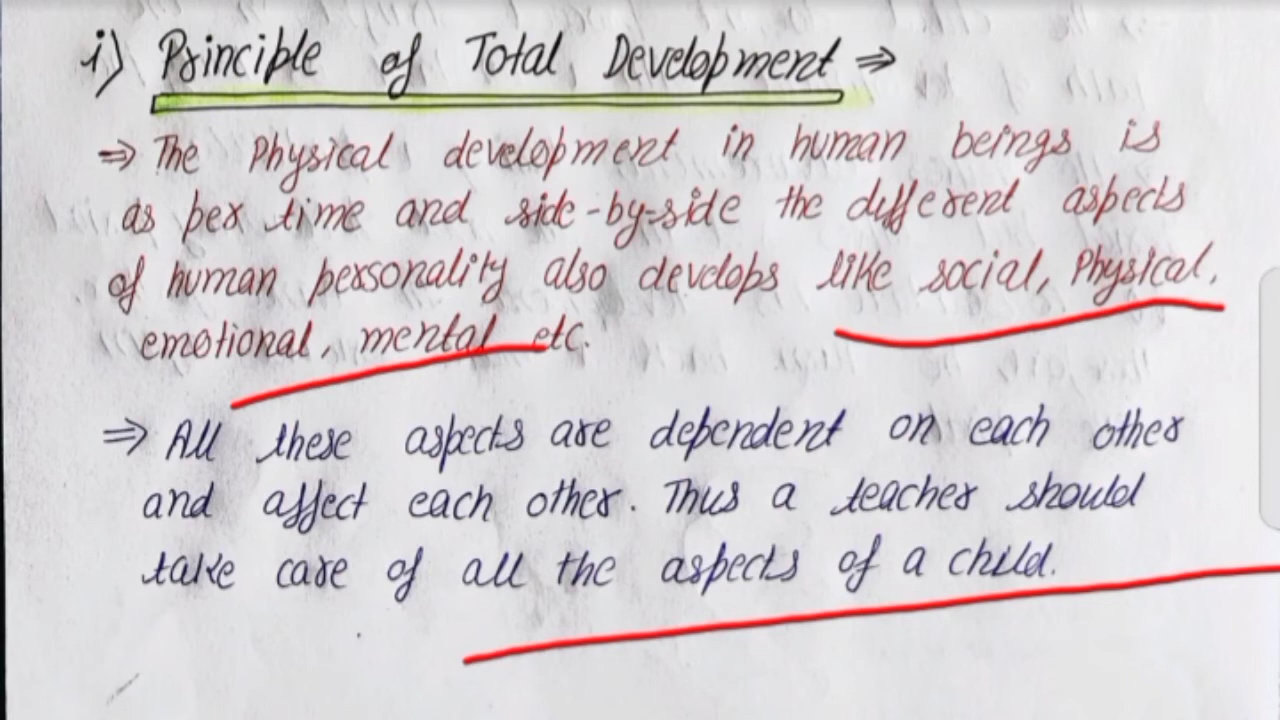 i) Principle of Total Development ⇒
⇒ The Physical development in human beings is
as per time and side-by-side the different aspects
of human personality also develops like social, Physical,
emotional, mental etc.
⇒ All these aspects are dependent on each other
and affect each other. Thus a teacher should
take care of all the aspects of a child.